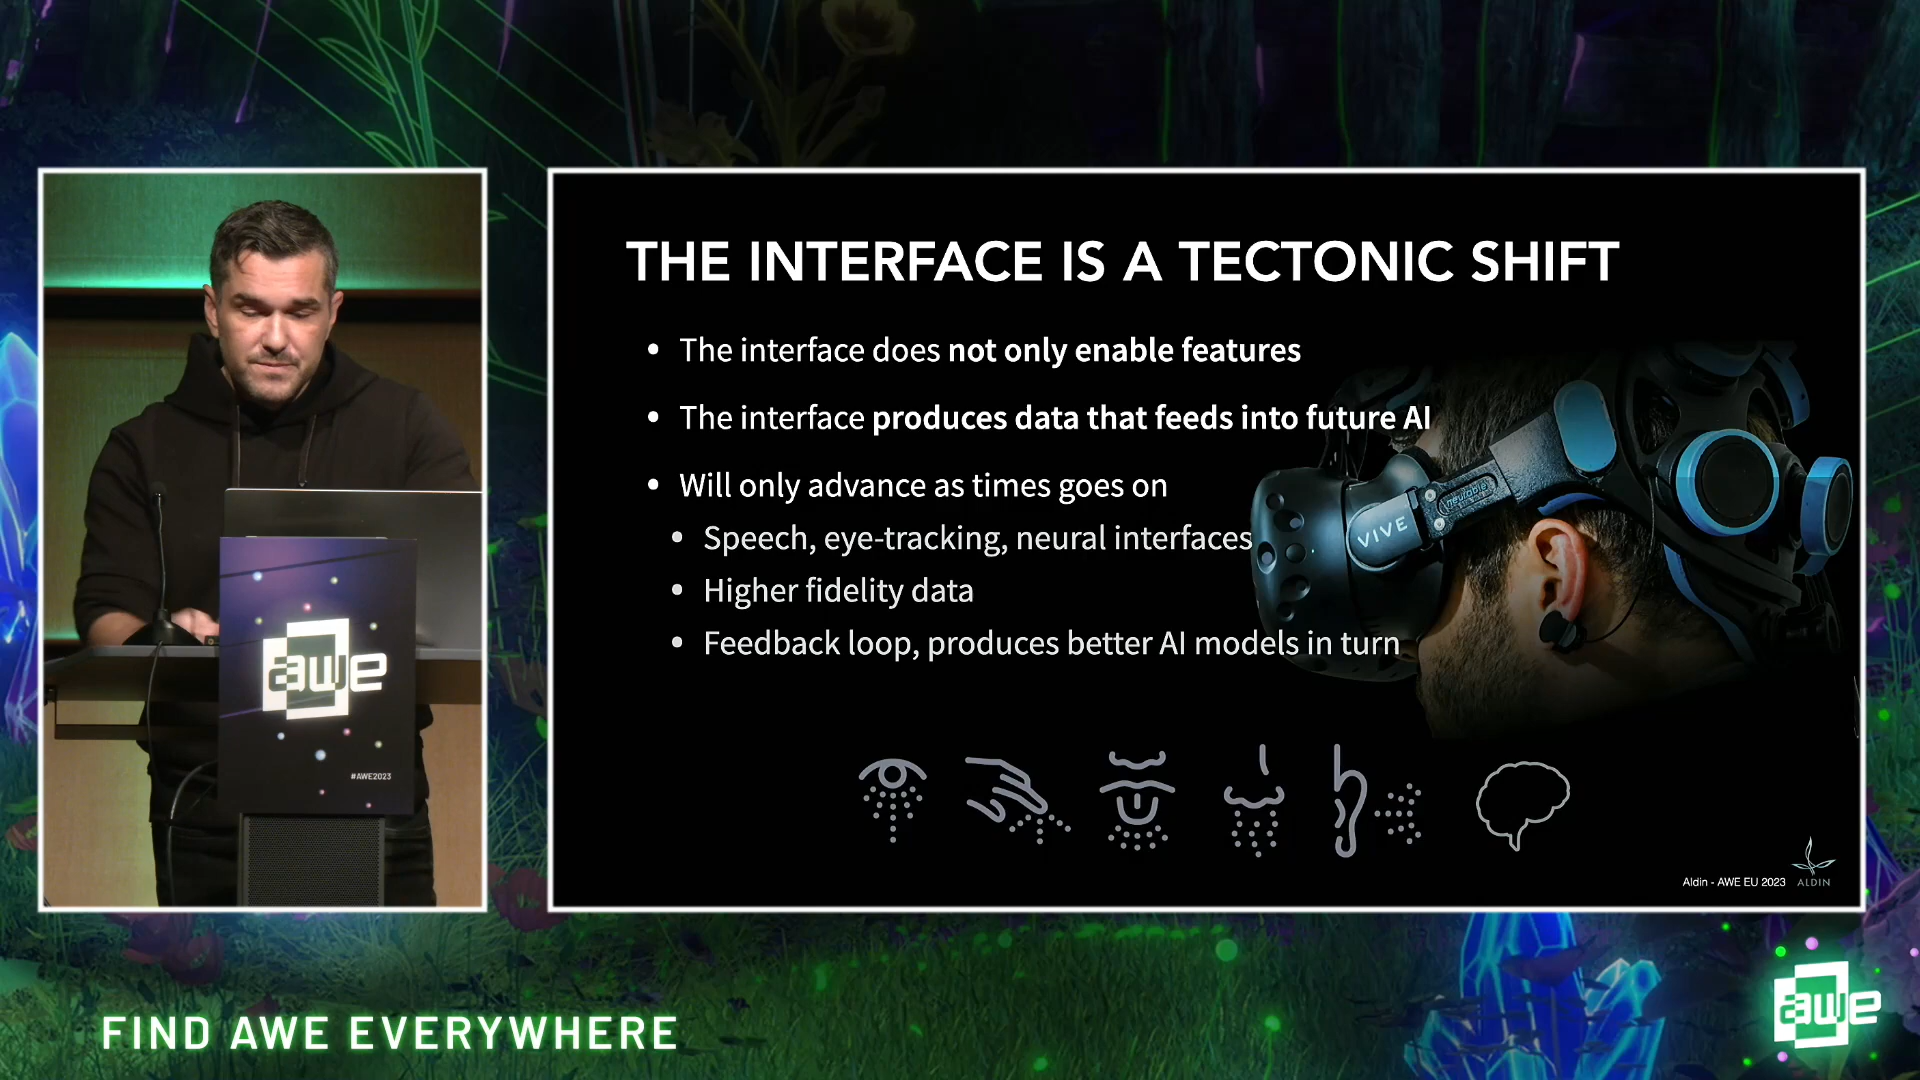 THE INTERFACE IS A TECTONIC SHIFT
The interface does not only enable features
The interface produces data that feeds into future AI
Will only advance as times goes on
Speech, eye-tracking, neural interfaces
Higher fidelity data
Feedback loop, produces better AI models in turn
VIVE
neurable
Aldin - AWE EU 2023
ALDIN
awe
#AWE2023
FIND AWE EVERYWHERE
awe